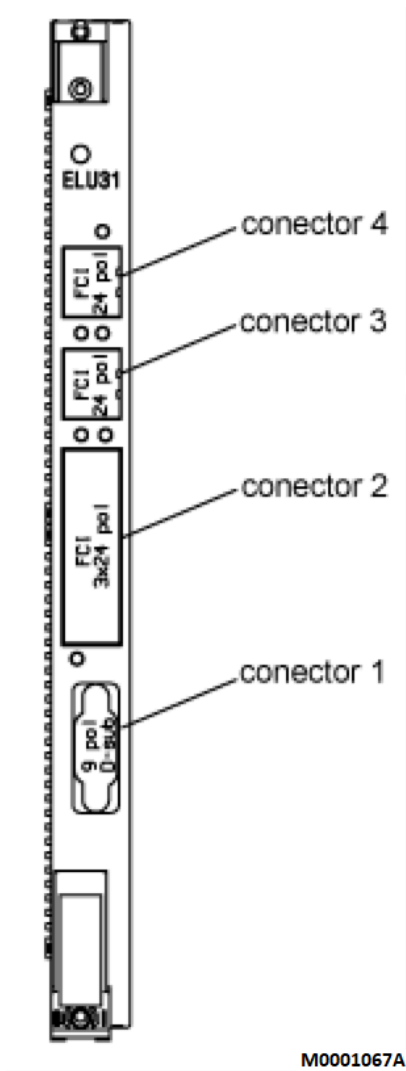 ELU31
conector 4
FCI
24 pol
conector 3
FCI
24 pol
conector 2
FCI
3x24 pol
conector 1
9 pol
D-sub
M0001067A